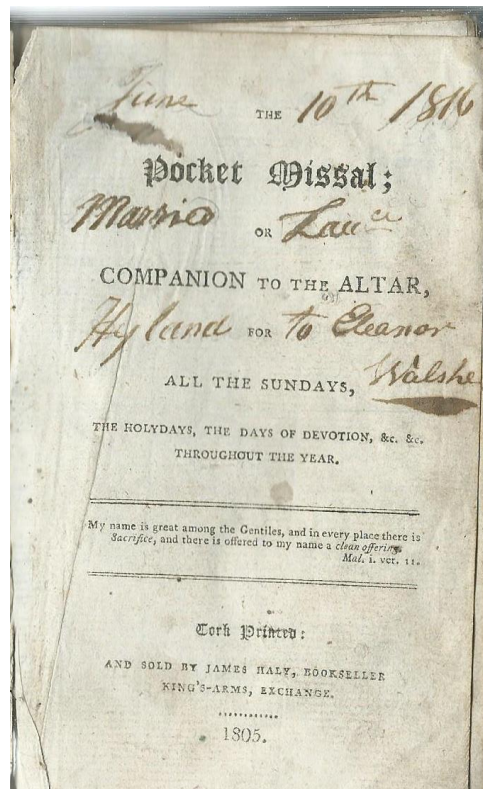 June THE 10th 1816
Pocket Missal;
Married OR Laue
COMPANION TO THE ALTAR,
Hyland FOR to Eleanor
ALL THE SUNDAYS, Walshe
THE HOLYDAYS, THE DAYS OF DEVOTION, &c. &c.
THROUGHOUT THE YEAR.
My name is great among the Gentiles, and in every place there is
Sacrifice, and there is offered to my name a clean offering.
Mal. i. ver. 11.
Cork Printed:
AND SOLD BY JAMES HALY, BOOKSELLER
KING'S-ARMS, EXCHANGE.
1805.